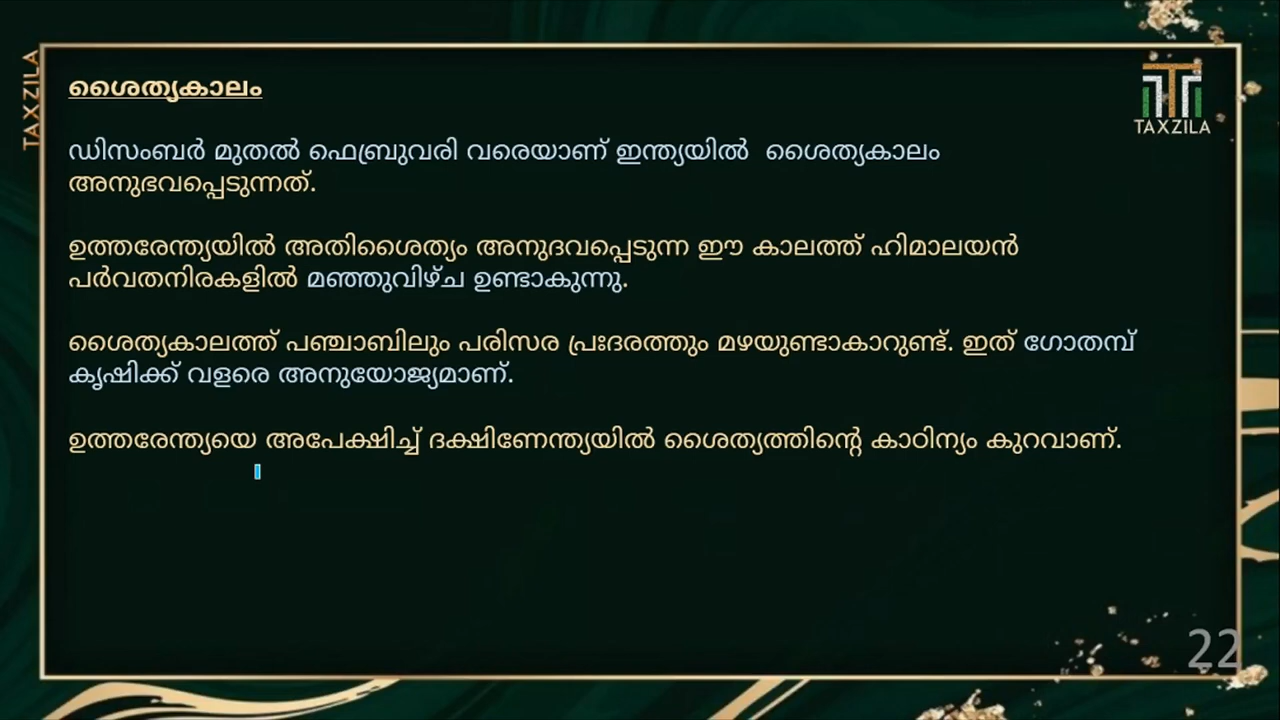 TAXZILA
ശൈത്യകാലം
TAXZILA
ഡിസംബർ മുതൽ ഫെബ്രുവരി വരെയാണ് ഇന്ത്യയിൽ ശൈത്യകാലം
അനുഭവപ്പെടുന്നത്.
ഉത്തരേന്ത്യയിൽ അതിശൈത്യം അനുദവപ്പെടുന്ന ഈ കാലത്ത് ഹിമാലയൻ
പർവതനിരകളിൽ മഞ്ഞുവിഴ്ച ഉണ്ടാകുന്നു.
ശൈത്യകാലത്ത് പഞ്ചാബിലും പരിസര പ്രഃദരത്തും മഴയുണ്ടാകാറുണ്ട്. ഇത് ഗോതമ്പ്
കൃഷിക്ക് വളരെ അനുയോജ്യമാണ്.
ഉത്തരേന്ത്യയെ അപേക്ഷിച്ച് ദക്ഷിണേന്ത്യയിൽ ശൈത്യത്തിന്റെ കാഠിന്യം കുറവാണ്.
22